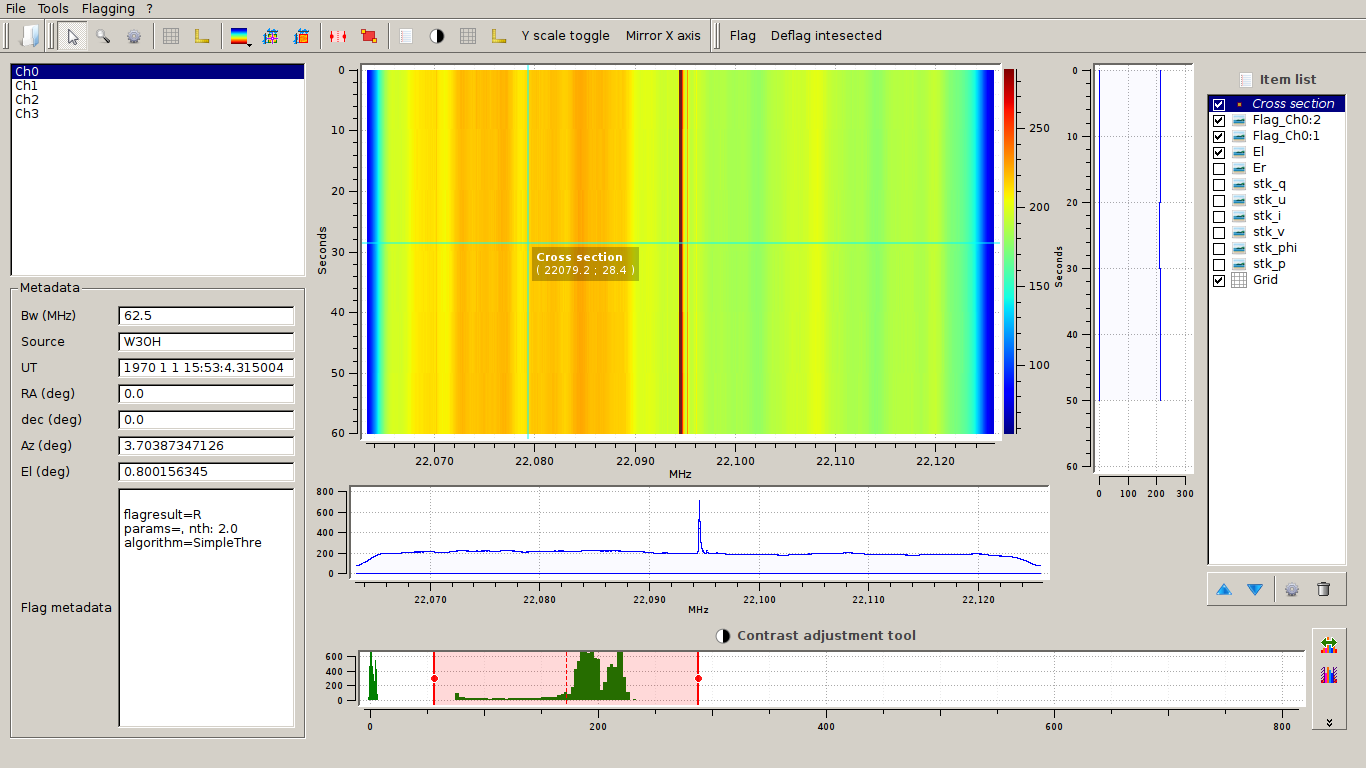 File Tools Flagging ?
Y scale toggle Mirror X axis Flag Deflag intesected
Ch0
Ch1
Ch2
Ch3
Metadata
Bw (MHz) 62.5
Source W3OH
UT 1970 1 1 15:53:4.315004
RA (deg) 0.0
dec (deg) 0.0
Az (deg) 3.70387347126
El (deg) 0.800156345
Flag metadata
flagresult=R
params=, nth: 2.0
algorithm=SimpleThre
0
10
20
30
40
50
60
Seconds
Cross section
( 22079.2 ; 28.4 )
22,070 22,080 22,090 22,100 22,110 22,120
MHz
250
200
150
100
0
10
20
30
40
50
60
Seconds
0 100 200 300
800
600
400
200
0
22,070 22,080 22,090 22,100 22,110 22,120
MHz
Contrast adjustment tool
600
400
200
0
0 200 400 600 800
Item list
Cross section
Flag_Ch0:2
Flag_Ch0:1
El
Er
stk_q
stk_u
stk_i
stk_v
stk_phi
stk_p
Grid